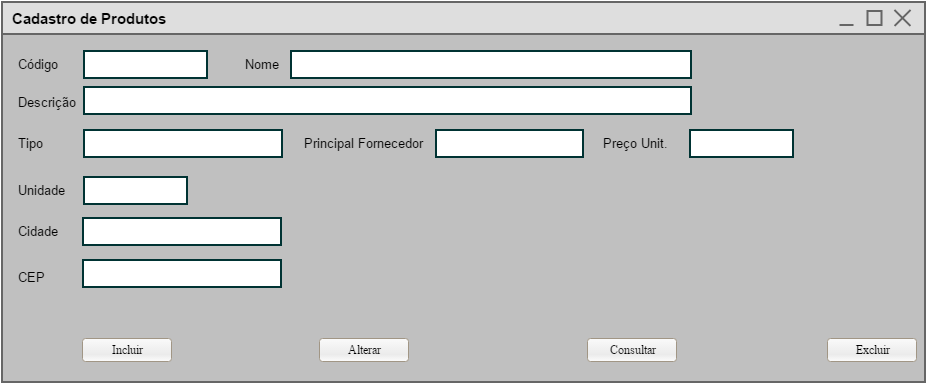 Cadastro de Produtos
Código Nome
Descrição
Tipo Principal Fornecedor Preço Unit.
Unidade
Cidade
CEP
Incluir Alterar Consultar Excluir